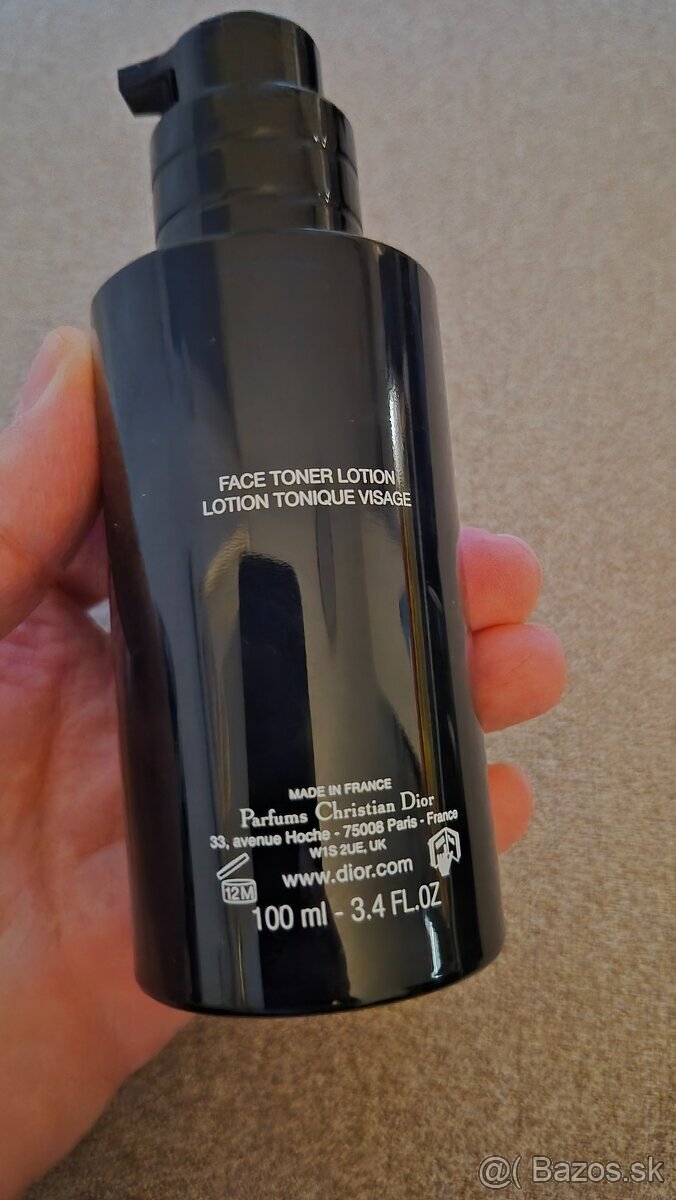 FACE TONER LOTION
LOTION TONIQUE VISAGE
MADE IN FRANCE
Parfums Christian Dior
33, avenue Hoche - 75008 Paris - France
W1S 2UE, UK
www.dior.com
12M
100 ml - 3.4 FL.OZ
@( Bazos.sk